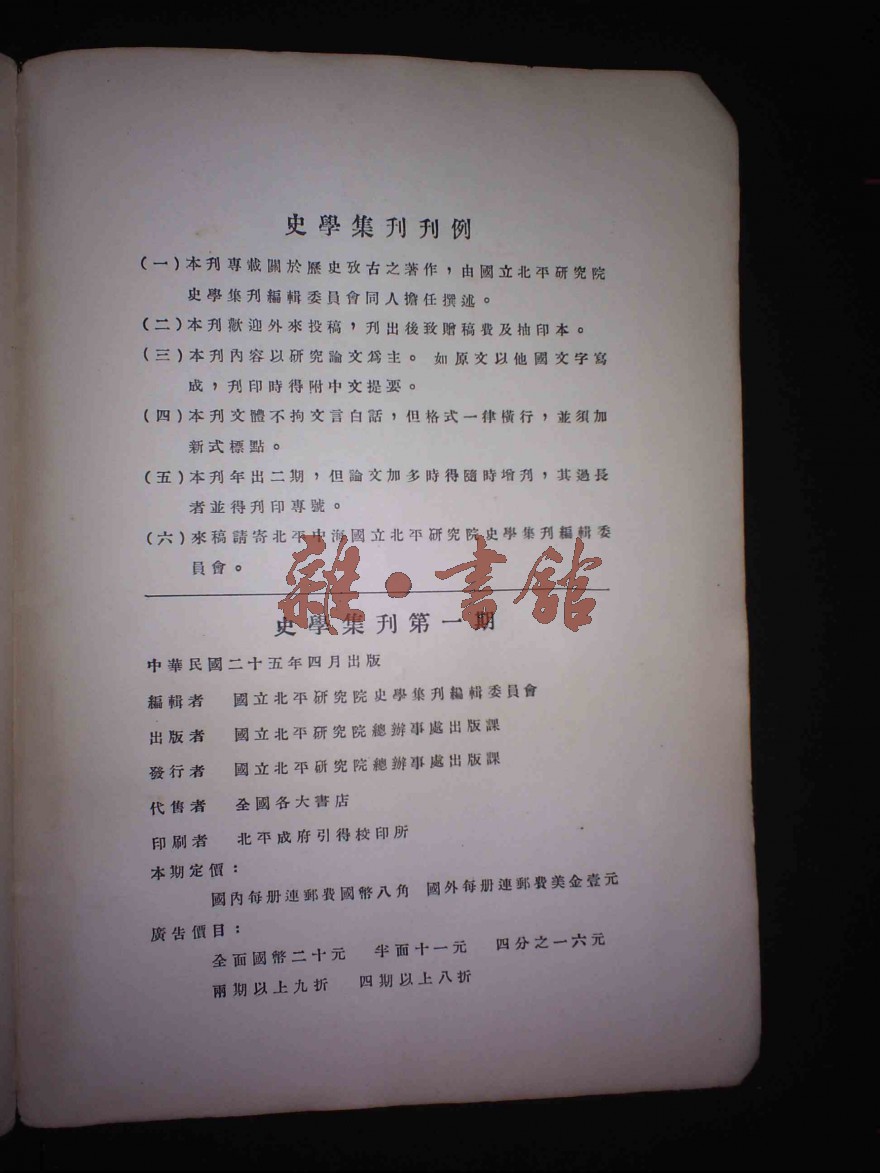 史學集刊刊例
(一)本刊專載關於歷史攷古之著作，由國立北平研究院
史學集刊編輯委員會同人擔任撰述。
(二)本刊歡迎外來投稿，刊出後致贈稿費及抽印本。
(三)本刊內容以研究論文爲主。 如原文以他國文字寫
成，刊印時得附中文提要。
(四)本刊文體不拘文言白話，但格式一律橫行，並須加
新式標點。
(五)本刊年出二期，但論文加多時得隨時增刊，其過長
者並得刊印專號。
(六)來稿請寄北平中海國立北平研究院史學集刊編輯委
員會。
雜·書館
史學集刊第一期
中華民國二十五年四月出版
編輯者 國立北平研究院史學集刊編輯委員會
出版者 國立北平研究院總辦事處出版課
發行者 國立北平研究院總辦事處出版課
代售者 全國各大書店
印刷者 北平成府引得校印所
本期定價：
國內每册連郵費國幣八角 國外每册連郵費美金壹元
廣告價目：
全面國幣二十元 半面十一元 四分之一六元
兩期以上九折 四期以上八折